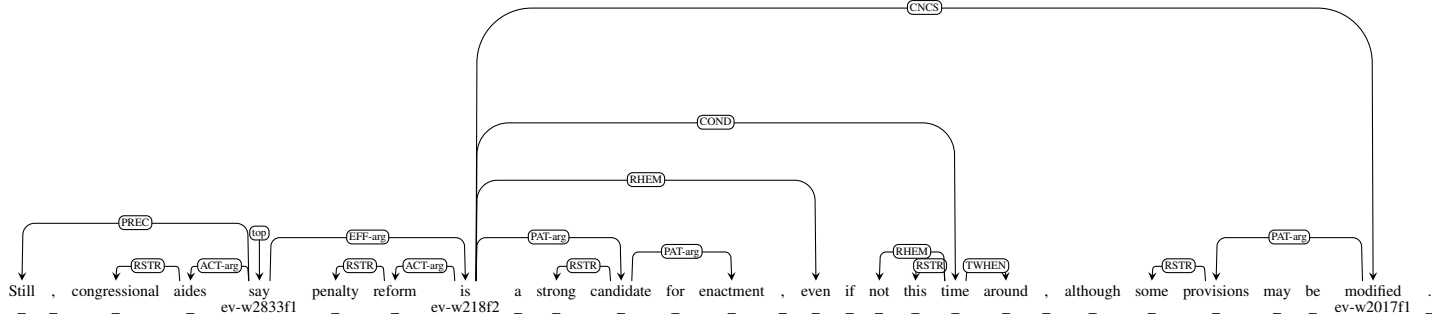 CNCS
COND
RHEM
PREC top EFF-arg PAT-arg PAT-arg
PAT-arg RHEM
RSTR ACT-arg RSTR ACT-arg RSTR RSTR TWHEN RSTR
Still , congressional aides say penalty reform is a strong candidate for enactment , even if not this time around , although some provisions may be modified .
_ _ _ _ ev-w2833f1 _ _ ev-w218f2 _ _ _ _ _ _ _ _ _ _ _ _ _ _ _ _ _ _ ev-w2017f1 _